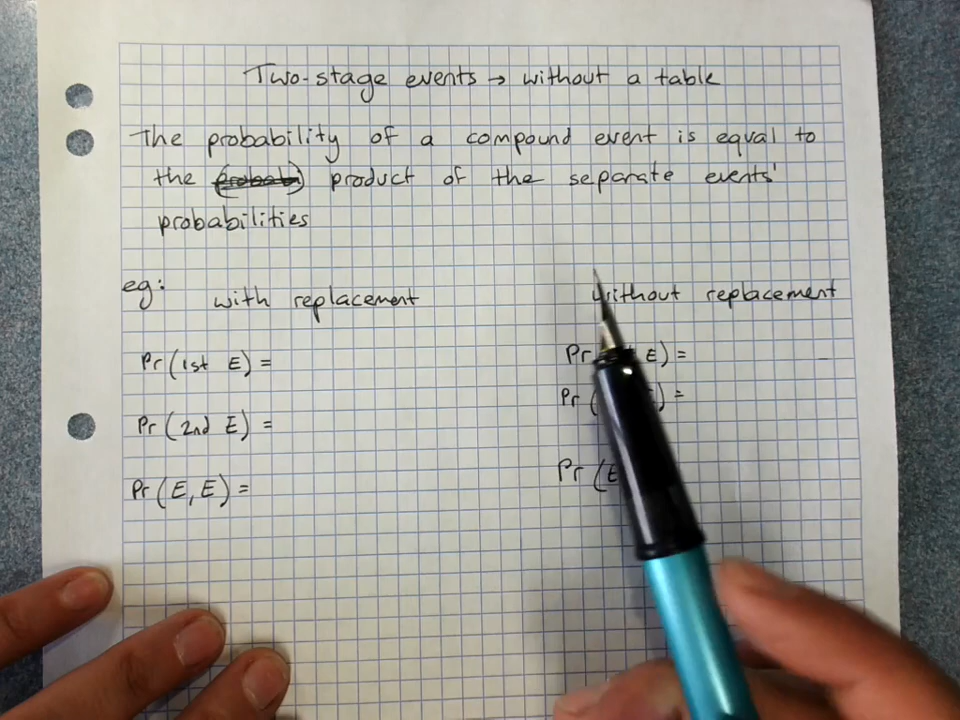 Two-stage events → without a table
The probability of a compound event is equal to
the product of the separate events'
probabilities
eg: with replacement without replacement
Pr(1st E) = Pr( E) =
Pr(2nd E) = Pr( ) =
Pr(E, E) = Pr(E